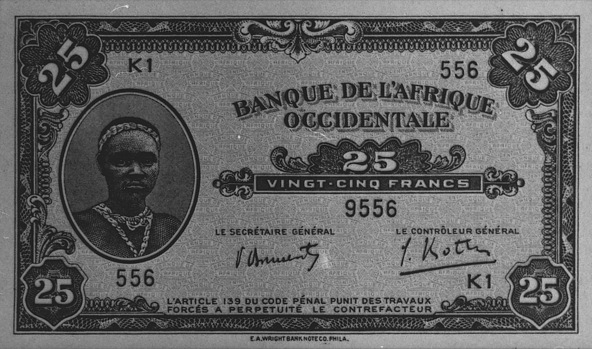 25
25
K1
556
BANQUE DE L'AFRIQUE
OCCIDENTALE
25
VINGT-CINQ FRANCS
9556
LE SECRÉTAIRE GÉNÉRAL
LE CONTRÔLEUR GÉNÉRAL
556
K1
25
25
L'ARTICLE 139 DU CODE PÉNAL PUNIT DES TRAVAUX
FORCÉS A PERPETUITÉ LE CONTREFACTEUR
E.A.WRIGHT BANK NOTE CO. PHILA.